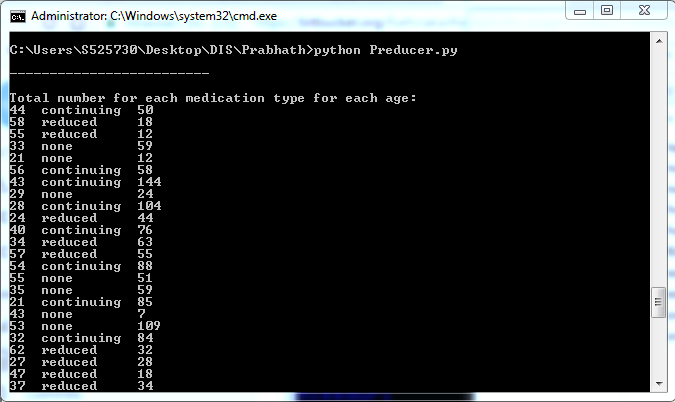 Administrator: C:\Windows\system32\cmd.exe
C:\Users\S525730\Desktop\DIS\Prabhath>python Preducer.py
-------------------------
Total number for each medication type for each age:
44  continuing  50
58  reduced     18
55  reduced     12
33  none        59
21  none        12
56  continuing  58
43  continuing  144
29  none        24
28  continuing  104
24  reduced     44
40  continuing  76
34  reduced     63
57  reduced     55
54  continuing  88
55  none        51
35  none        59
21  continuing  85
43  none        7
53  none        109
32  continuing  84
62  reduced     32
27  reduced     28
47  reduced     18
37  reduced     34